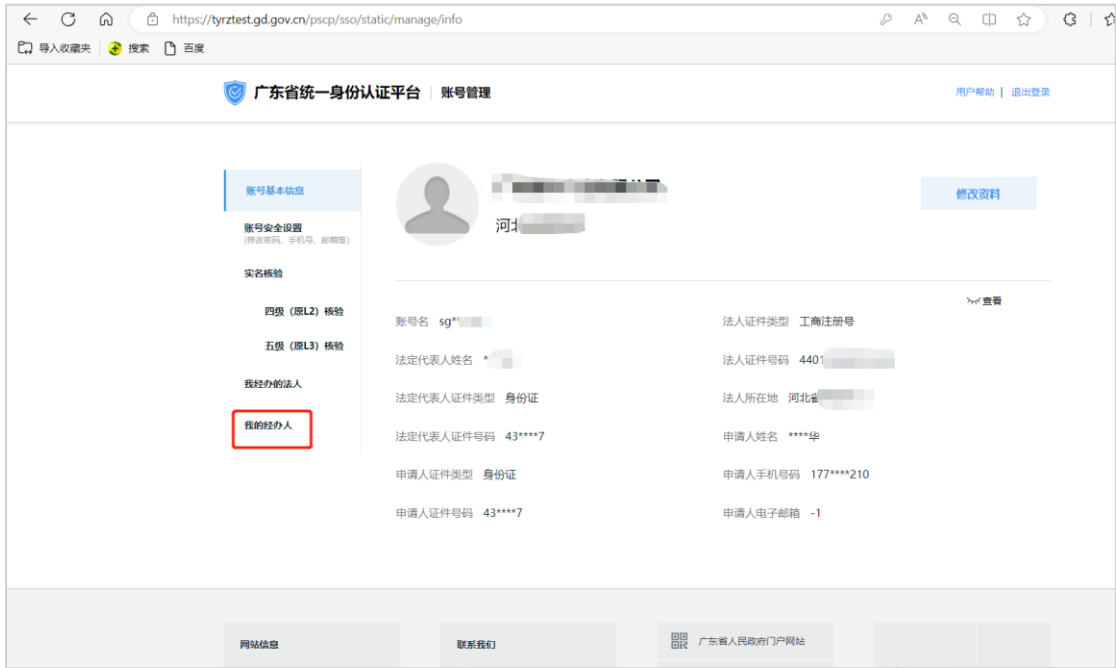 https://tyrztest.gd.gov.cn/pscp/sso/static/manage/info
导入收藏夹 搜索 百度
广东省统一身份认证平台 账号管理 用户帮助 | 退出登录
账号基本信息
修改资料
账号安全设置
(修改密码、手机号、邮箱等)
河北
实名核验
查看
四级（原L2）核验
五级（原L3）核验
我经办的法人
我的经办人
账号名 sg** 法人证件类型 工商注册号
法定代表人姓名 * 法人证件号码 4401
法定代表人证件类型 身份证 法人所在地 河北省
法定代表人证件号码 43****7 申请人姓名 ****华
申请人证件类型 身份证 申请人手机号码 177****210
申请人证件号码 43****7 申请人电子邮箱 -1
网站信息 联系我们 广东省人民政府门户网站